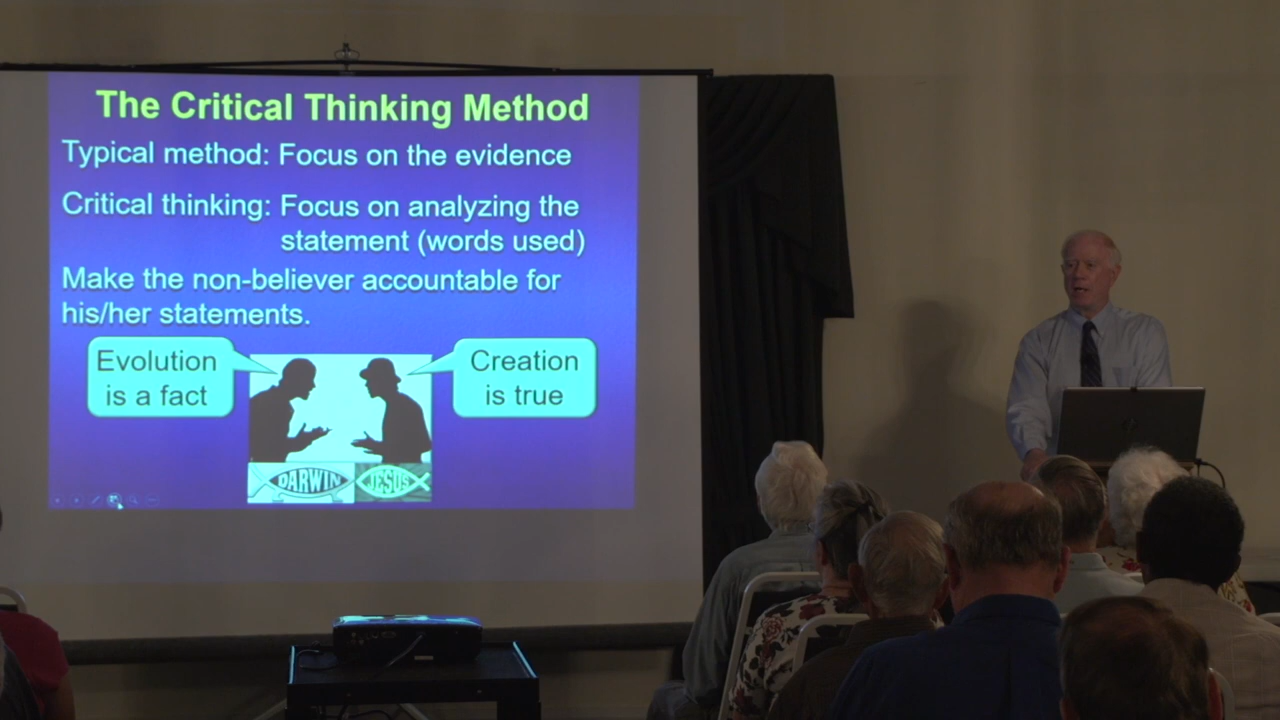 The Critical Thinking Method
Typical method: Focus on the evidence
Critical thinking: Focus on analyzing the
statement (words used)
Make the non-believer accountable for
his/her statements.
Evolution
is a fact
Creation
is true
DARWIN
JESUS